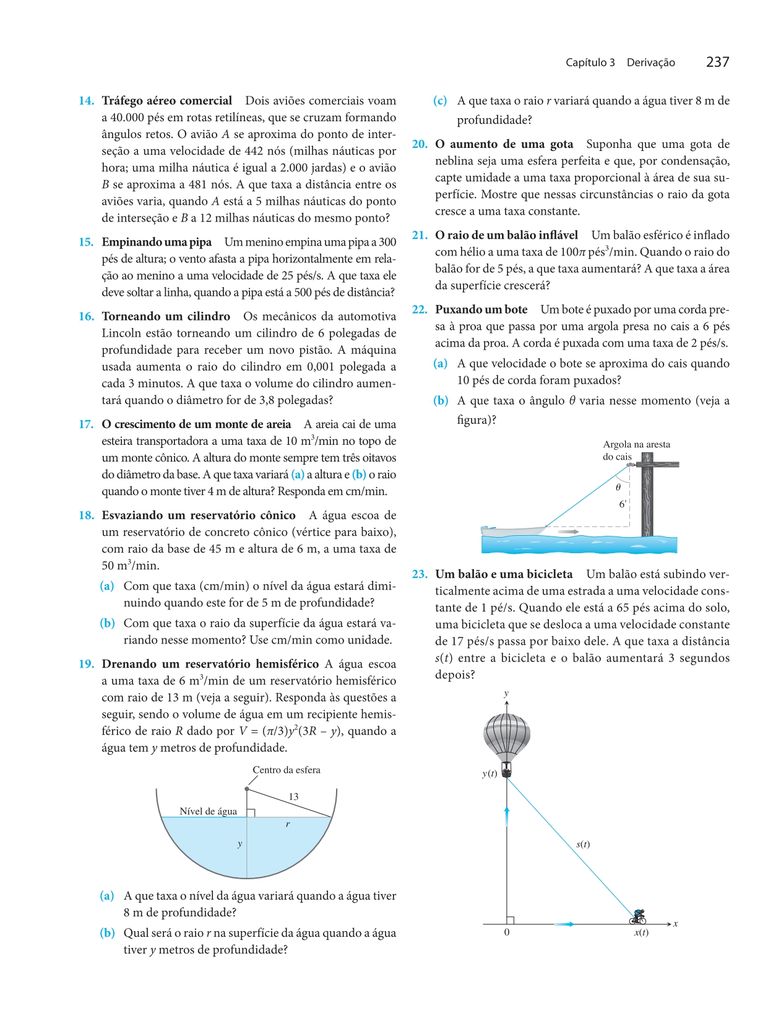 Capítulo 3 Derivação 237
14. Tráfego aéreo comercial Dois aviões comerciais voam
a 40.000 pés em rotas retilíneas, que se cruzam formando
ângulos retos. O avião A se aproxima do ponto de inter-
seção a uma velocidade de 442 nós (milhas náuticas por
hora; uma milha náutica é igual a 2.000 jardas) e o avião
B se aproxima a 481 nós. A que taxa a distância entre os
aviões varia, quando A está a 5 milhas náuticas do ponto
de interseção e B a 12 milhas náuticas do mesmo ponto?
15. Empinando uma pipa Um menino empina uma pipa a 300
pés de altura; o vento afasta a pipa horizontalmente em rela-
ção ao menino a uma velocidade de 25 pés/s. A que taxa ele
deve soltar a linha, quando a pipa está a 500 pés de distância?
16. Torneando um cilindro Os mecânicos da automotiva
Lincoln estão torneando um cilindro de 6 polegadas de
profundidade para receber um novo pistão. A máquina
usada aumenta o raio do cilindro em 0,001 polegada a
cada 3 minutos. A que taxa o volume do cilindro aumen-
tará quando o diâmetro for de 3,8 polegadas?
17. O crescimento de um monte de areia A areia cai de uma
esteira transportadora a uma taxa de 10 m³/min no topo de
um monte cônico. A altura do monte sempre tem três oitavos
do diâmetro da base. A que taxa variará (a) a altura e (b) o raio
quando o monte tiver 4 m de altura? Responda em cm/min.
18. Esvaziando um reservatório cônico A água escoa de
um reservatório de concreto cônico (vértice para baixo),
com raio da base de 45 m e altura de 6 m, a uma taxa de
50 m³/min.
(a) Com que taxa (cm/min) o nível da água estará dimi-
nuindo quando este for de 5 m de profundidade?
(b) Com que taxa o raio da superfície da água estará va-
riando nesse momento? Use cm/min como unidade.
19. Drenando um reservatório hemisférico A água escoa
a uma taxa de 6 m³/min de um reservatório hemisférico
com raio de 13 m (veja a seguir). Responda às questões a
seguir, sendo o volume de água em um recipiente hemis-
férico de raio R dado por V = (π/3)y²(3R – y), quando a
água tem y metros de profundidade.
Centro da esfera
13
Nível de água
r
y
(a) A que taxa o nível da água variará quando a água tiver
8 m de profundidade?
(b) Qual será o raio r na superfície da água quando a água
tiver y metros de profundidade?
(c) A que taxa o raio r variará quando a água tiver 8 m de
profundidade?
20. O aumento de uma gota Suponha que uma gota de
neblina seja uma esfera perfeita e que, por condensação,
capte umidade a uma taxa proporcional à área de sua su-
perfície. Mostre que nessas circunstâncias o raio da gota
cresce a uma taxa constante.
21. O raio de um balão inflável Um balão esférico é inflado
com hélio a uma taxa de 100π pés³/min. Quando o raio do
balão for de 5 pés, a que taxa aumentará? A que taxa a área
da superfície crescerá?
22. Puxando um bote Um bote é puxado por uma corda pre-
sa à proa que passa por uma argola presa no cais a 6 pés
acima da proa. A corda é puxada com uma taxa de 2 pés/s.
(a) A que velocidade o bote se aproxima do cais quando
10 pés de corda foram puxados?
(b) A que taxa o ângulo θ varia nesse momento (veja a
figura)?
Argola na aresta
do cais
θ
6'
23. Um balão e uma bicicleta Um balão está subindo ver-
ticalmente acima de uma estrada a uma velocidade cons-
tante de 1 pé/s. Quando ele está a 65 pés acima do solo,
uma bicicleta que se desloca a uma velocidade constante
de 17 pés/s passa por baixo dele. A que taxa a distância
s(t) entre a bicicleta e o balão aumentará 3 segundos
depois?
y
y(t)
s(t)
x
0
x(t)